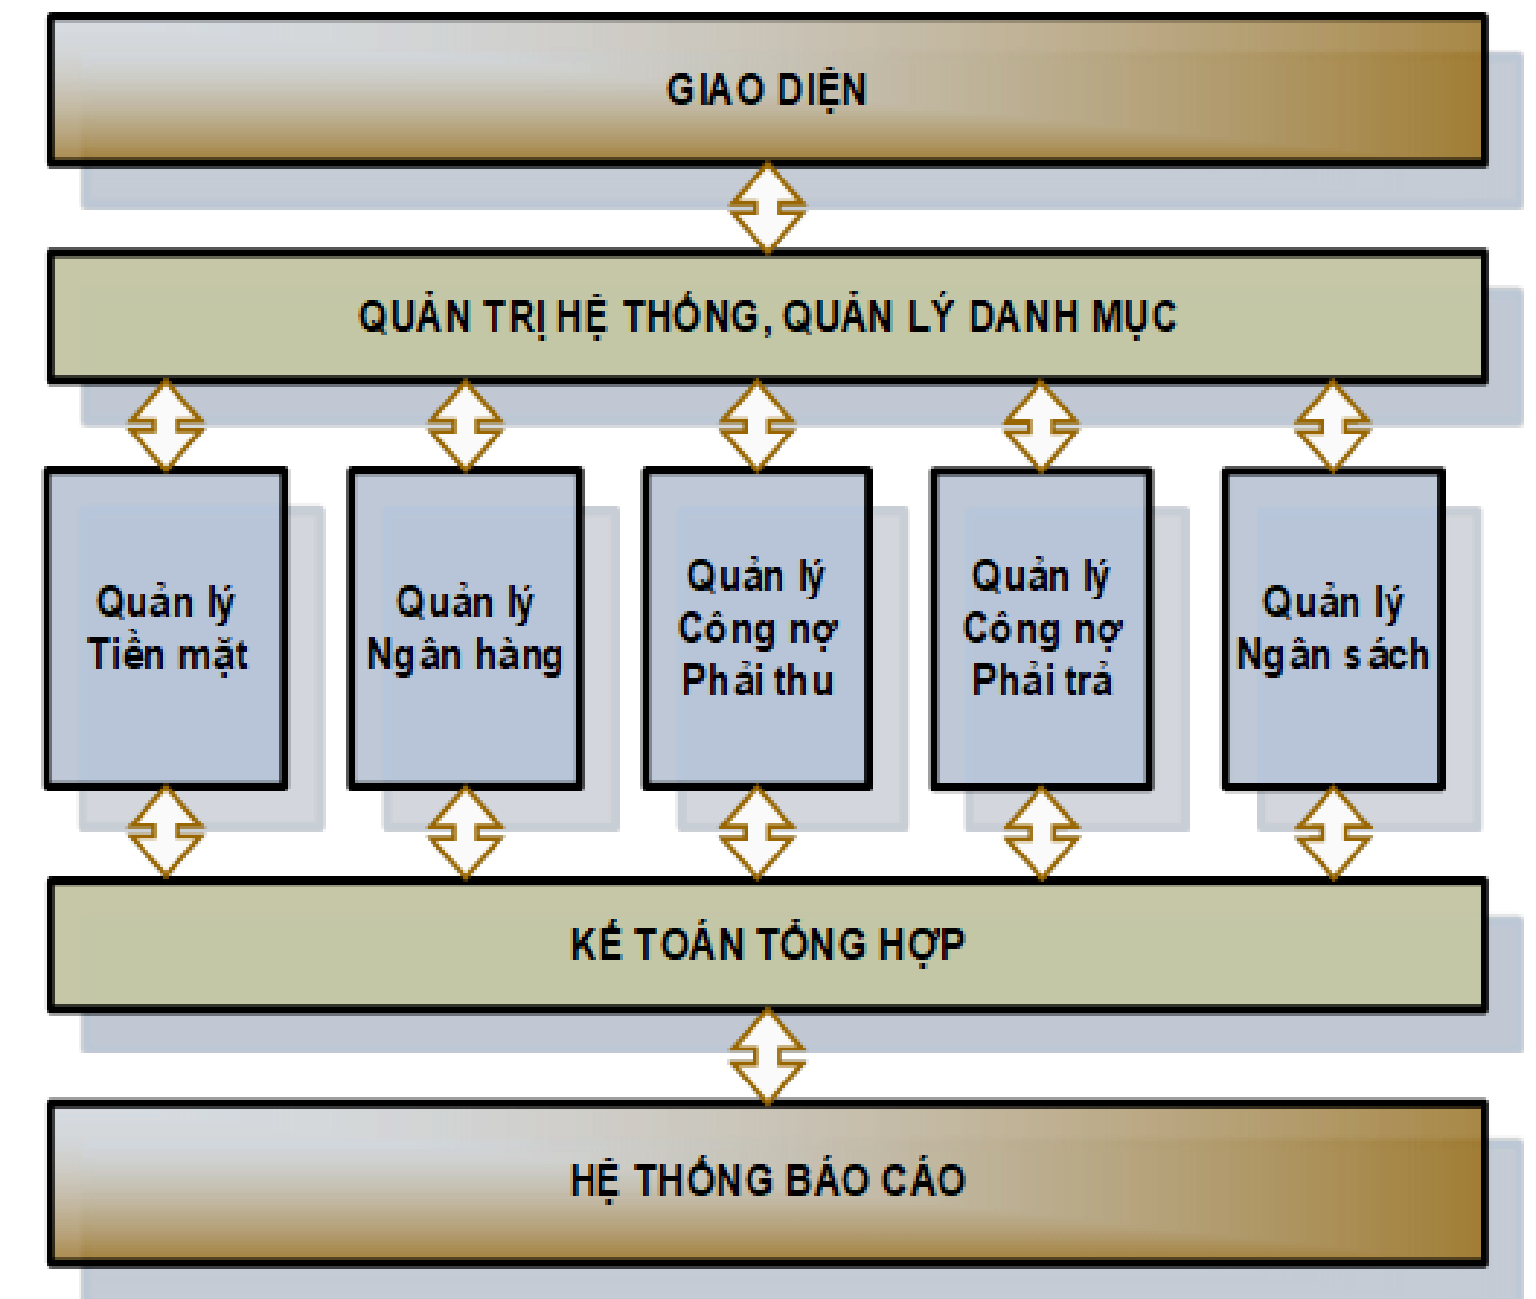 GIAO DIỆN
QUẢN TRỊ HỆ THỐNG, QUẢN LÝ DANH MỤC
Quản lý
Tiền mặt
Quản lý
Ngân hàng
Quản lý
Công nợ
Phải thu
Quản lý
Công nợ
Phải trả
Quản lý
Ngân sách
KẾ TOÁN TỔNG HỢP
HỆ THỐNG BÁO CÁO